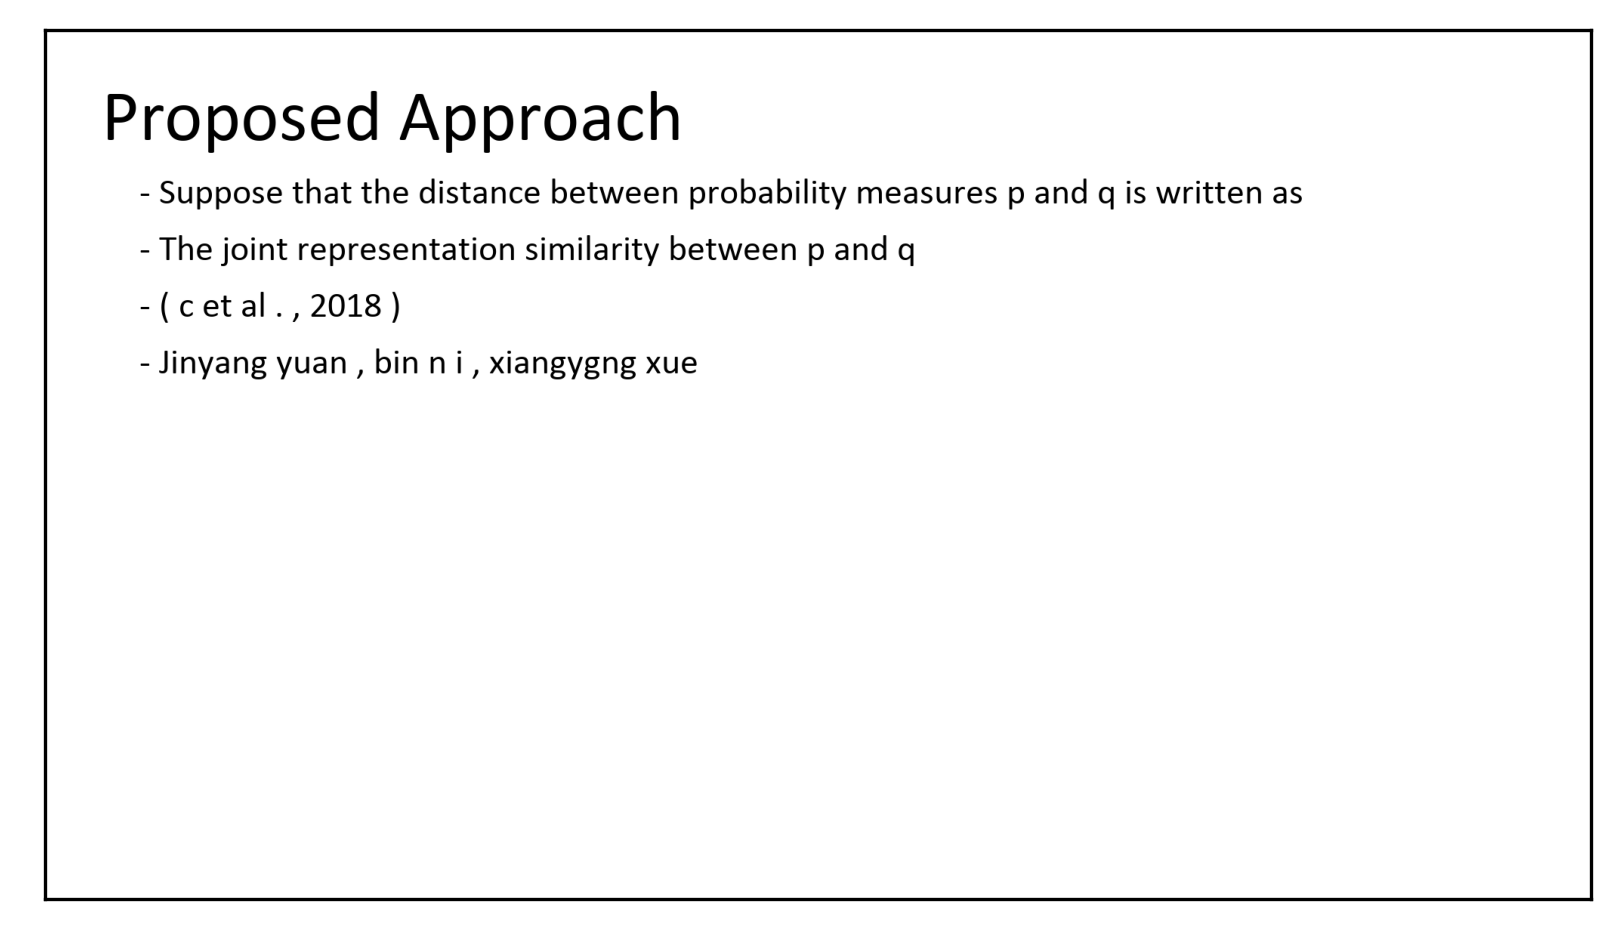 Proposed Approach
- Suppose that the distance between probability measures p and q is written as
- The joint representation similarity between p and q
- ( c et al . , 2018 )
- Jinyang yuan , bin n i , xiangygng xue